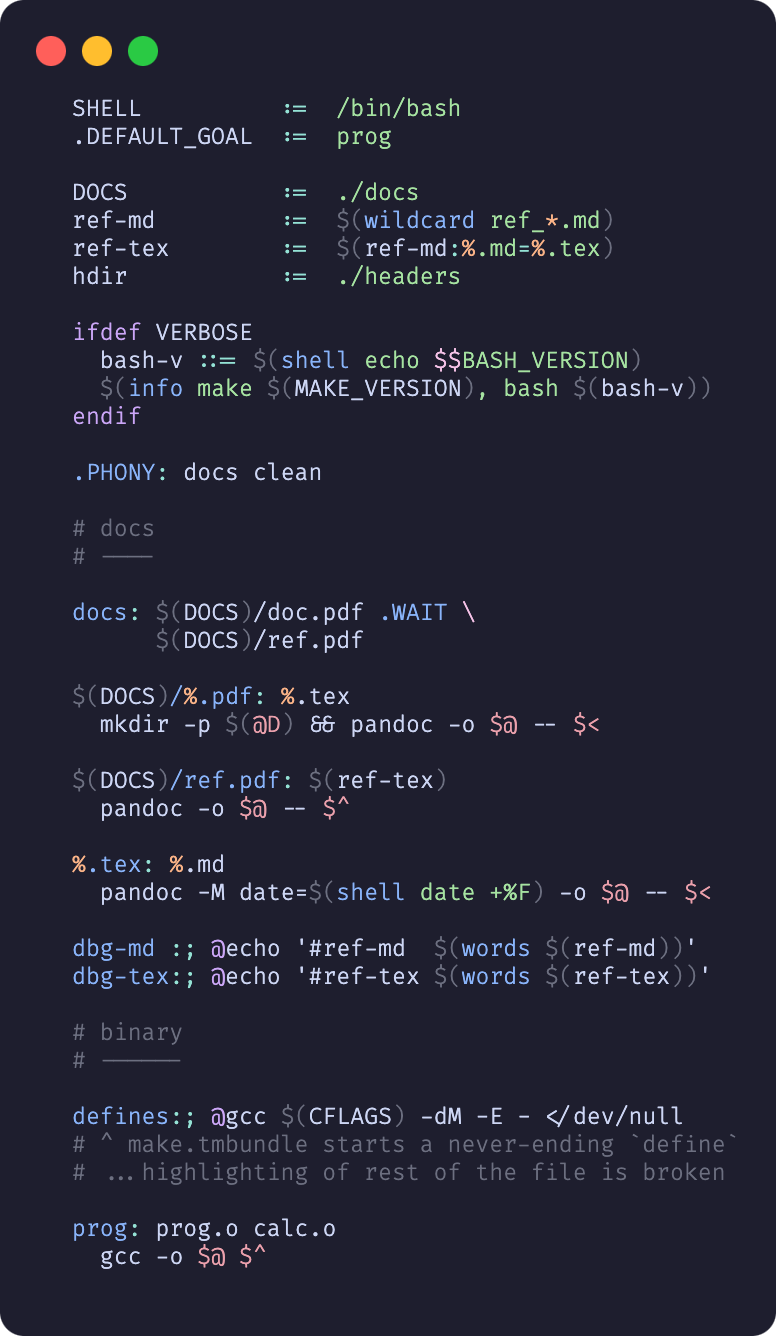 SHELL          :=  /bin/bash
.DEFAULT_GOAL  :=  prog

DOCS           :=  ./docs
ref-md         :=  $(wildcard ref_*.md)
ref-tex        :=  $(ref-md:%.md=%.tex)
hdir           :=  ./headers

ifdef VERBOSE
  bash-v ::= $(shell echo $$BASH_VERSION)
  $(info make $(MAKE_VERSION), bash $(bash-v))
endif

.PHONY: docs clean

# docs
# ----

docs: $(DOCS)/doc.pdf .WAIT \
      $(DOCS)/ref.pdf

$(DOCS)/%.pdf: %.tex
  mkdir -p $(@D) && pandoc -o $@ -- $<

$(DOCS)/ref.pdf: $(ref-tex)
  pandoc -o $@ -- $^

%.tex: %.md
  pandoc -M date=$(shell date +%F) -o $@ -- $<

dbg-md :; @echo '#ref-md  $(words $(ref-md))'
dbg-tex:; @echo '#ref-tex $(words $(ref-tex))'

# binary
# ------

defines:; @gcc $(CFLAGS) -dM -E - </dev/null
# ^ make.tmbundle starts a never-ending `define`
# ...highlighting of rest of the file is broken

prog: prog.o calc.o
  gcc -o $@ $^